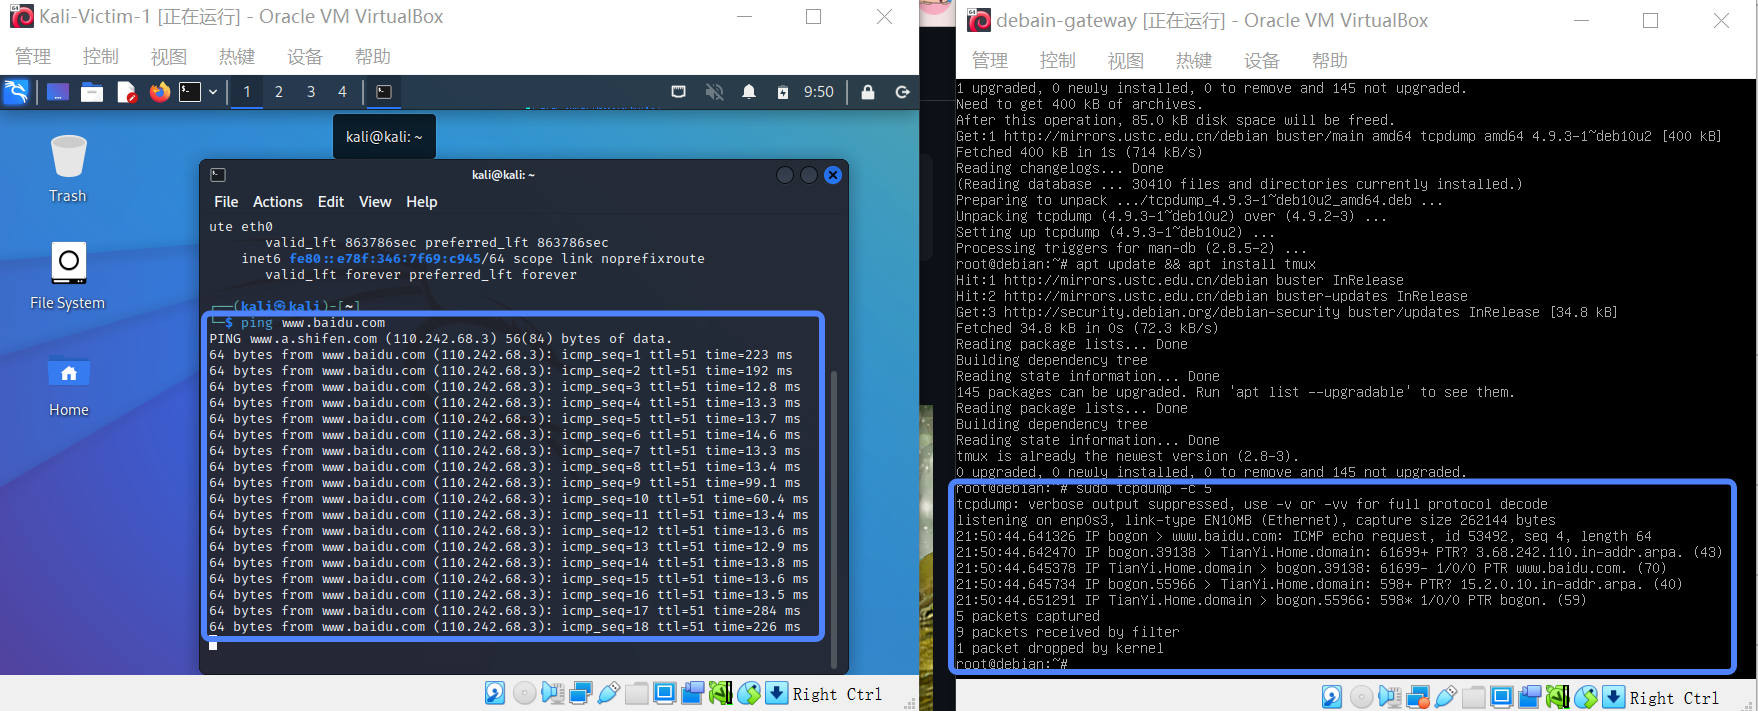 Kali-Victim-1 [正在运行] - Oracle VM VirtualBox
管理 控制 视图 热键 设备 帮助
1 2 3 4 9:50
kali@kali: ~
Trash
File System
Home
kali@kali: ~
File Actions Edit View Help
ute eth0
valid_lft 863786sec preferred_lft 863786sec
inet6 fe80::e78f:346:7f69:c945/64 scope link noprefixroute
valid_lft forever preferred_lft forever
┌──(kali㉿kali)-[~]
└─$ ping www.baidu.com
PING www.a.shifen.com (110.242.68.3) 56(84) bytes of data.
64 bytes from www.baidu.com (110.242.68.3): icmp_seq=1 ttl=51 time=223 ms
64 bytes from www.baidu.com (110.242.68.3): icmp_seq=2 ttl=51 time=192 ms
64 bytes from www.baidu.com (110.242.68.3): icmp_seq=3 ttl=51 time=12.8 ms
64 bytes from www.baidu.com (110.242.68.3): icmp_seq=4 ttl=51 time=13.3 ms
64 bytes from www.baidu.com (110.242.68.3): icmp_seq=5 ttl=51 time=13.7 ms
64 bytes from www.baidu.com (110.242.68.3): icmp_seq=6 ttl=51 time=14.6 ms
64 bytes from www.baidu.com (110.242.68.3): icmp_seq=7 ttl=51 time=13.3 ms
64 bytes from www.baidu.com (110.242.68.3): icmp_seq=8 ttl=51 time=13.4 ms
64 bytes from www.baidu.com (110.242.68.3): icmp_seq=9 ttl=51 time=99.1 ms
64 bytes from www.baidu.com (110.242.68.3): icmp_seq=10 ttl=51 time=60.4 ms
64 bytes from www.baidu.com (110.242.68.3): icmp_seq=11 ttl=51 time=13.4 ms
64 bytes from www.baidu.com (110.242.68.3): icmp_seq=12 ttl=51 time=13.6 ms
64 bytes from www.baidu.com (110.242.68.3): icmp_seq=13 ttl=51 time=12.9 ms
64 bytes from www.baidu.com (110.242.68.3): icmp_seq=14 ttl=51 time=13.8 ms
64 bytes from www.baidu.com (110.242.68.3): icmp_seq=15 ttl=51 time=13.6 ms
64 bytes from www.baidu.com (110.242.68.3): icmp_seq=16 ttl=51 time=13.5 ms
64 bytes from www.baidu.com (110.242.68.3): icmp_seq=17 ttl=51 time=284 ms
64 bytes from www.baidu.com (110.242.68.3): icmp_seq=18 ttl=51 time=226 ms
Right Ctrl
debain-gateway [正在运行] - Oracle VM VirtualBox
管理 控制 视图 热键 设备 帮助
1 upgraded, 0 newly installed, 0 to remove and 145 not upgraded.
Need to get 400 kB of archives.
After this operation, 85.0 kB disk space will be freed.
Get:1 http://mirrors.ustc.edu.cn/debian buster/main amd64 tcpdump amd64 4.9.3-1~deb10u2 [400 kB]
Fetched 400 kB in 1s (714 kB/s)
Reading changelogs... Done
(Reading database ... 30410 files and directories currently installed.)
Preparing to unpack .../tcpdump_4.9.3-1~deb10u2_amd64.deb ...
Unpacking tcpdump (4.9.3-1~deb10u2) over (4.9.2-3) ...
Setting up tcpdump (4.9.3-1~deb10u2) ...
Processing triggers for man-db (2.8.5-2) ...
root@debian:~# apt update && apt install tmux
Hit:1 http://mirrors.ustc.edu.cn/debian buster InRelease
Hit:2 http://mirrors.ustc.edu.cn/debian buster-updates InRelease
Get:3 http://security.debian.org/debian-security buster/updates InRelease [34.8 kB]
Fetched 34.8 kB in 0s (72.3 kB/s)
Reading package lists... Done
Building dependency tree
Reading state information... Done
145 packages can be upgraded. Run 'apt list --upgradable' to see them.
Reading package lists... Done
Building dependency tree
Reading state information... Done
tmux is already the newest version (2.8-3).
0 upgraded, 0 newly installed, 0 to remove and 145 not upgraded.
root@debian:~# sudo tcpdump -c 5
tcpdump: verbose output suppressed, use -v or -vv for full protocol decode
listening on enp0s3, link-type EN10MB (Ethernet), capture size 262144 bytes
21:50:44.641326 IP bogon > www.baidu.com: ICMP echo request, id 53492, seq 4, length 64
21:50:44.642470 IP bogon.39138 > TianYi.Home.domain: 61699+ PTR? 3.68.242.110.in-addr.arpa. (43)
21:50:44.645378 IP TianYi.Home.domain > bogon.39138: 61699- 1/0/0 PTR www.baidu.com. (70)
21:50:44.645734 IP bogon.55966 > TianYi.Home.domain: 598+ PTR? 15.2.0.10.in-addr.arpa. (40)
21:50:44.651291 IP TianYi.Home.domain > bogon.55966: 598* 1/0/0 PTR bogon. (59)
5 packets captured
9 packets received by filter
1 packet dropped by kernel
root@debian:~#
Right Ctrl